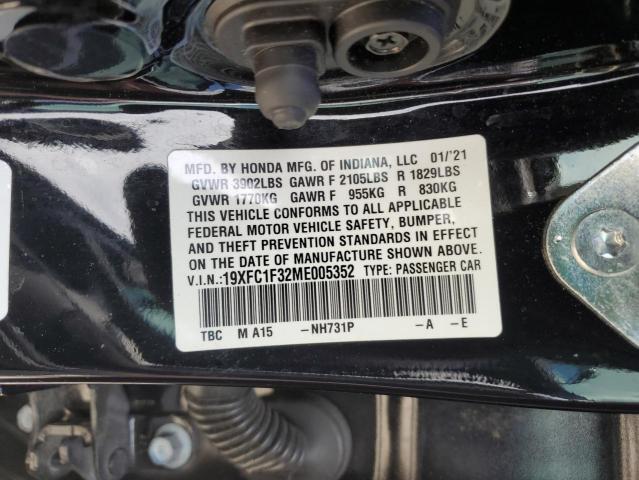 MFD. BY HONDA MFG. OF INDIANA, LLC 01/'21
GVWR 3902LBS GAWR F 2105LBS R 1829LBS
GVWR 1770KG GAWR F 955KG R 830KG
THIS VEHICLE CONFORMS TO ALL APPLICABLE
FEDERAL MOTOR VEHICLE SAFETY, BUMPER,
AND THEFT PREVENTION STANDARDS IN EFFECT
ON THE DATE OF MANUFACTURE SHOWN ABOVE.
V.I.N.:19XFC1F32ME005352 TYPE: PASSENGER CAR
TBC M A15 -NH731P -A -E